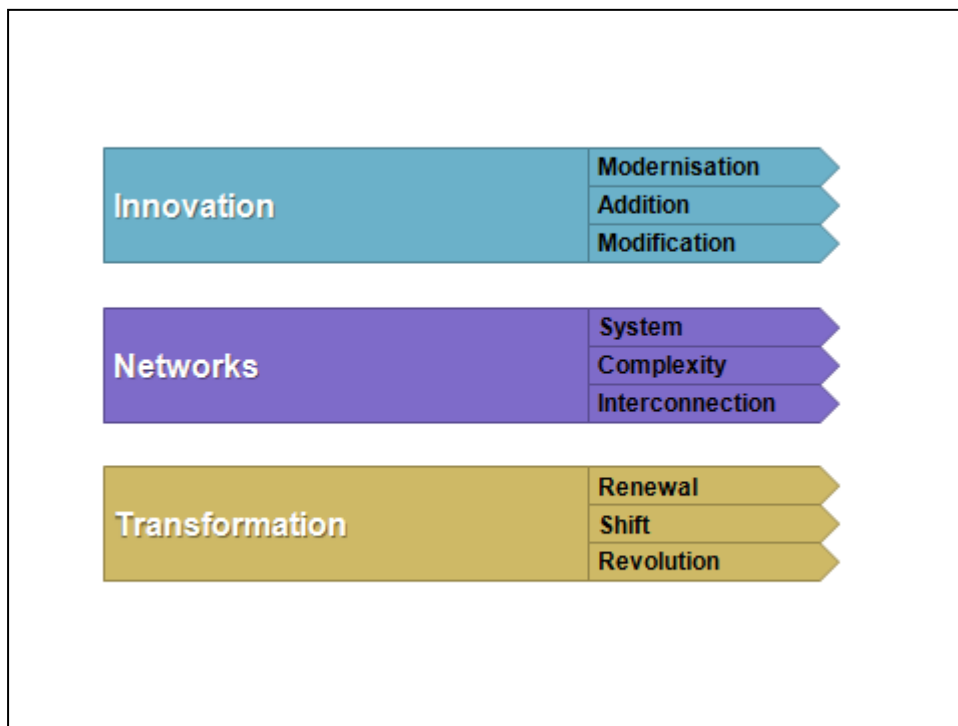 Innovation
Modernisation
Addition
Modification
Networks
System
Complexity
Interconnection
Transformation
Renewal
Shift
Revolution